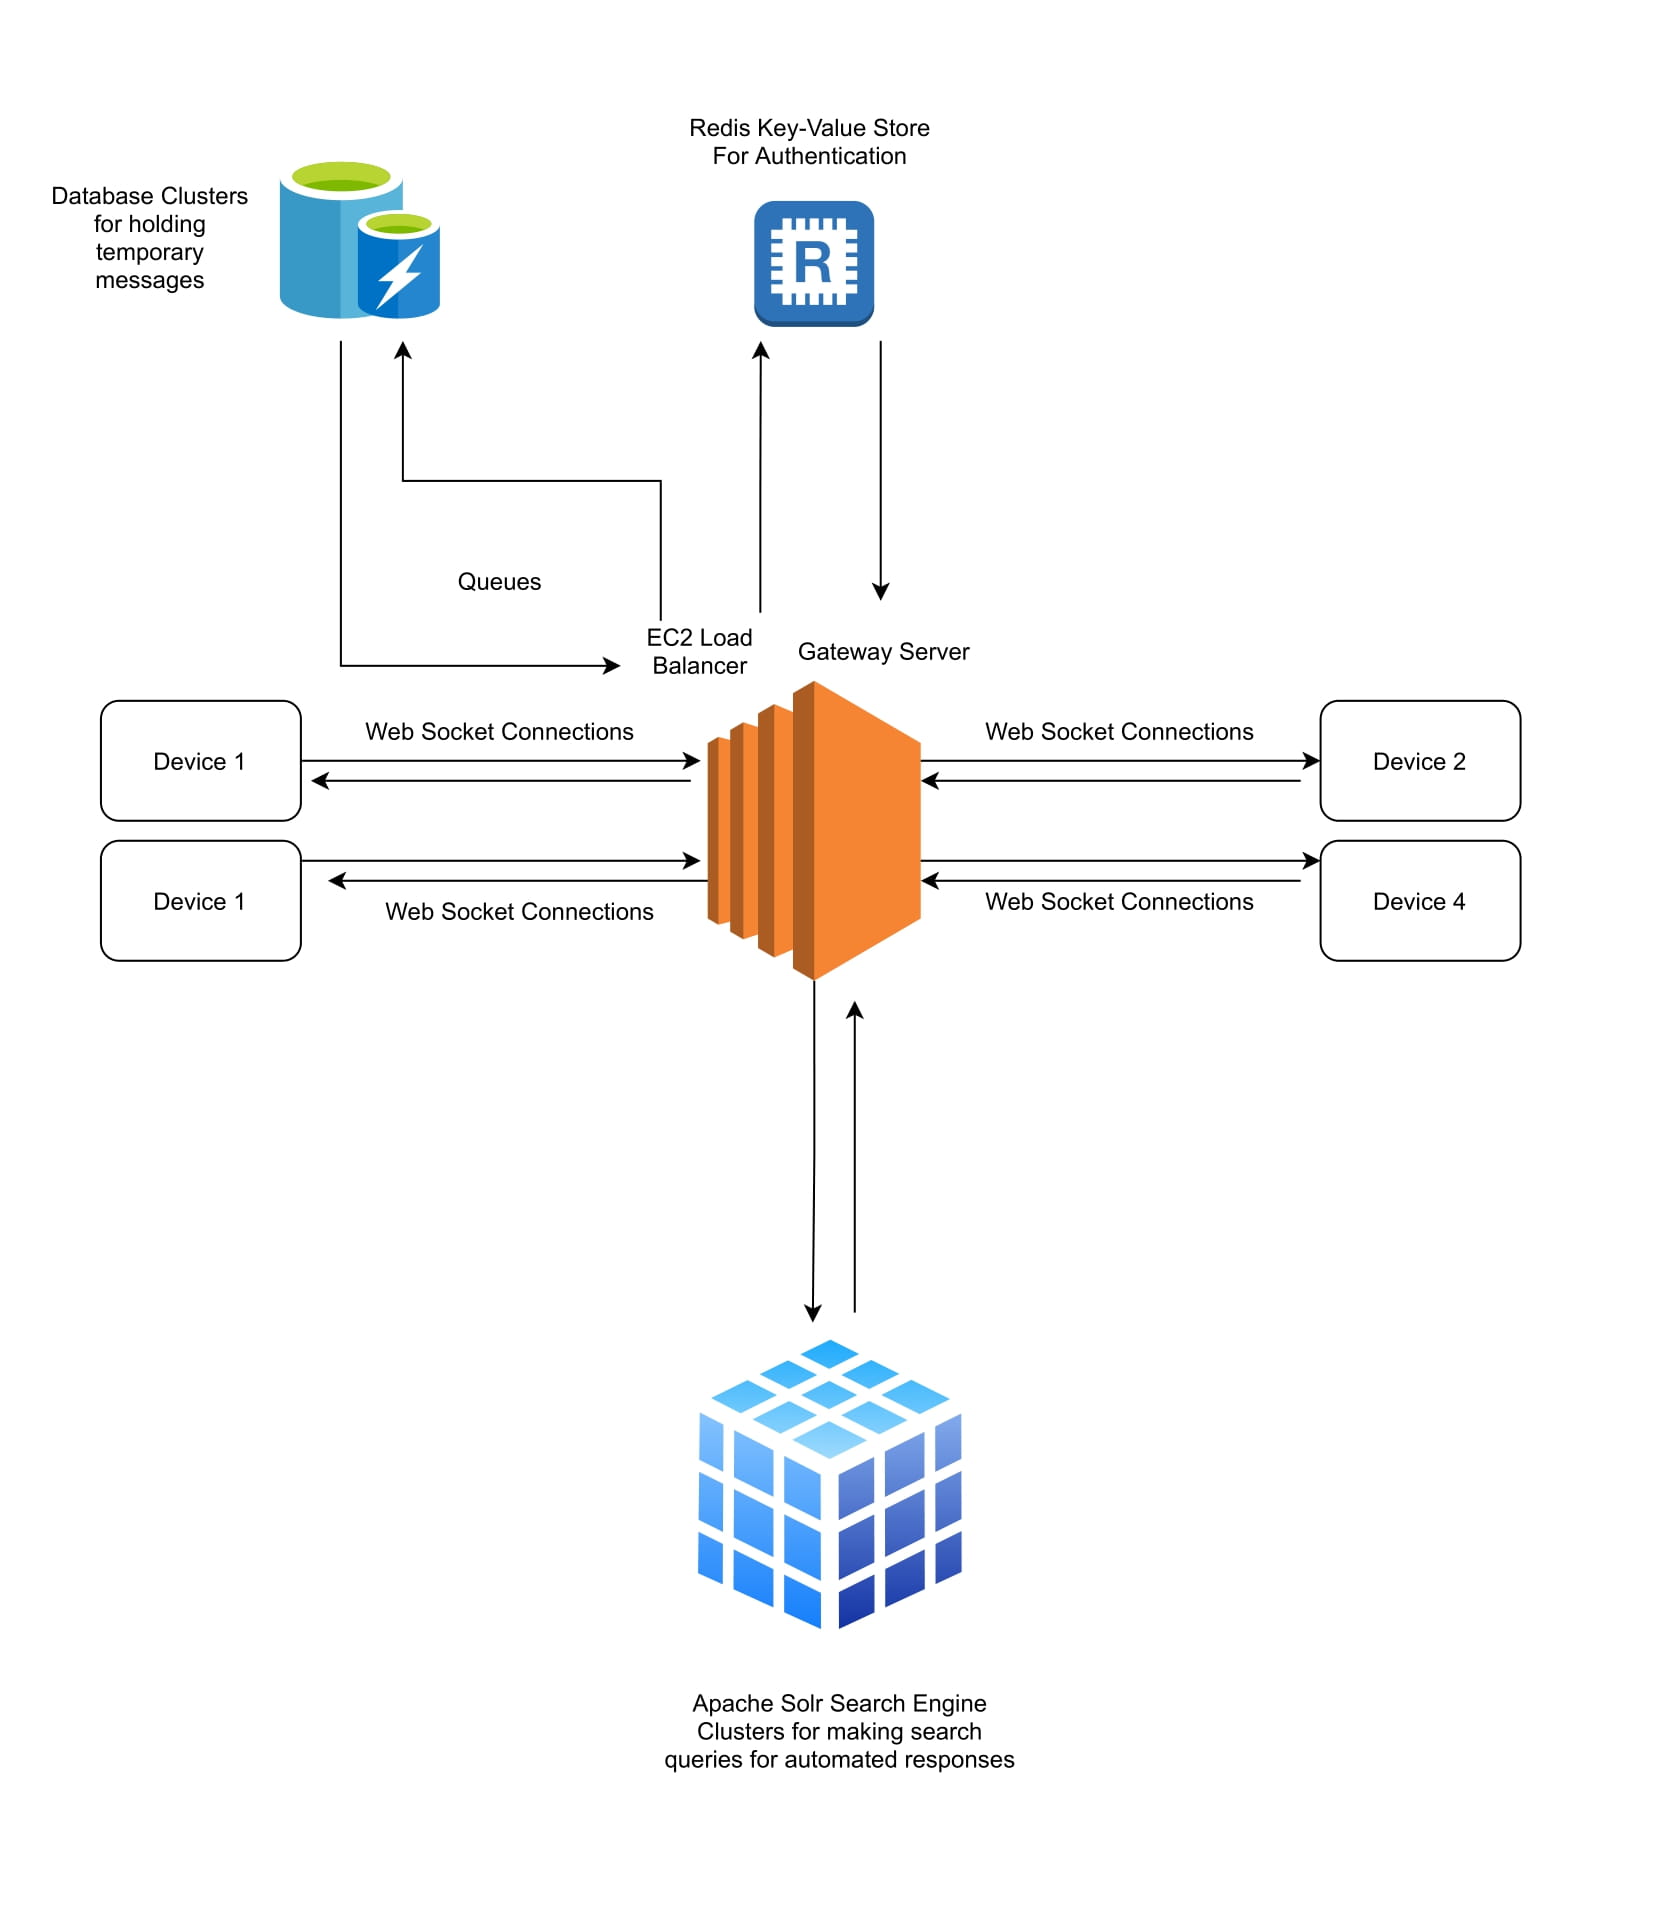 Redis Key-Value Store
For Authentication
Database Clusters
for holding
temporary
messages
R
Queues
EC2 Load
Balancer
Gateway Server
Device 1
Web Socket Connections
Web Socket Connections
Device 2
Device 1
Web Socket Connections
Web Socket Connections
Device 4
Apache Solr Search Engine
Clusters for making search
queries for automated responses